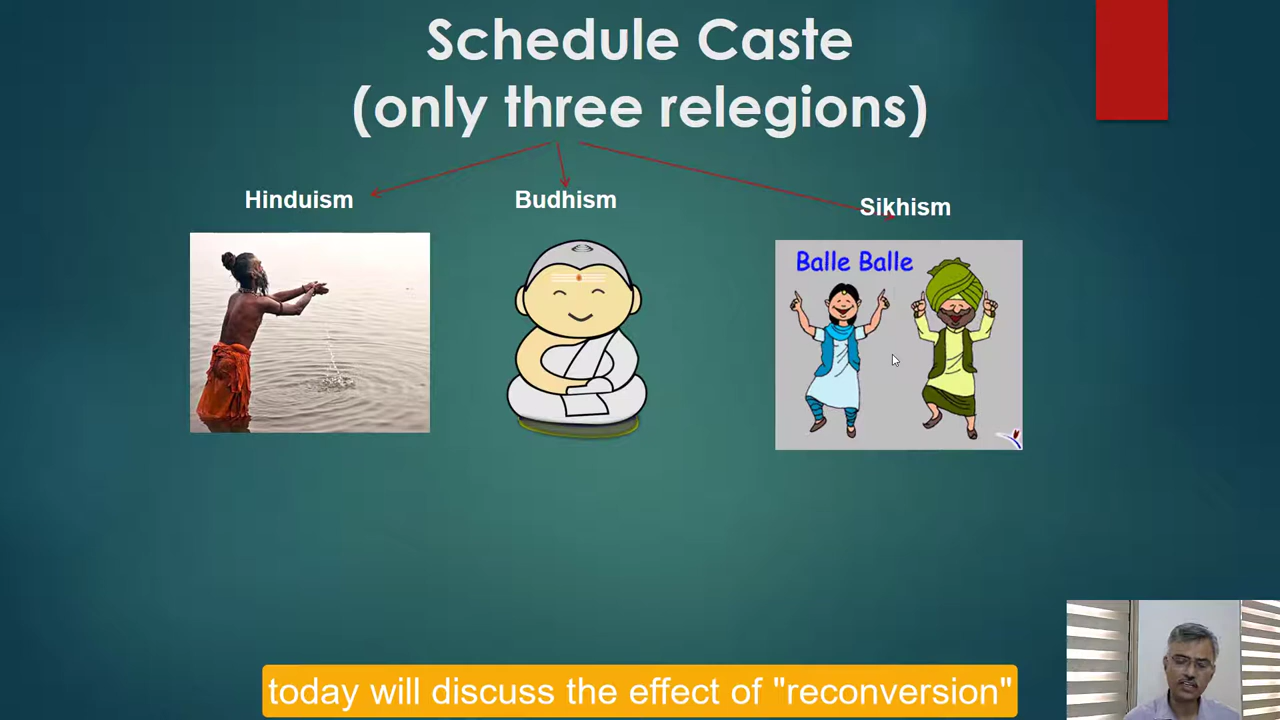 Schedule Caste
(only three relegions)
Hinduism
Budhism
Sikhism
Balle Balle
today will discuss the effect of "reconversion"